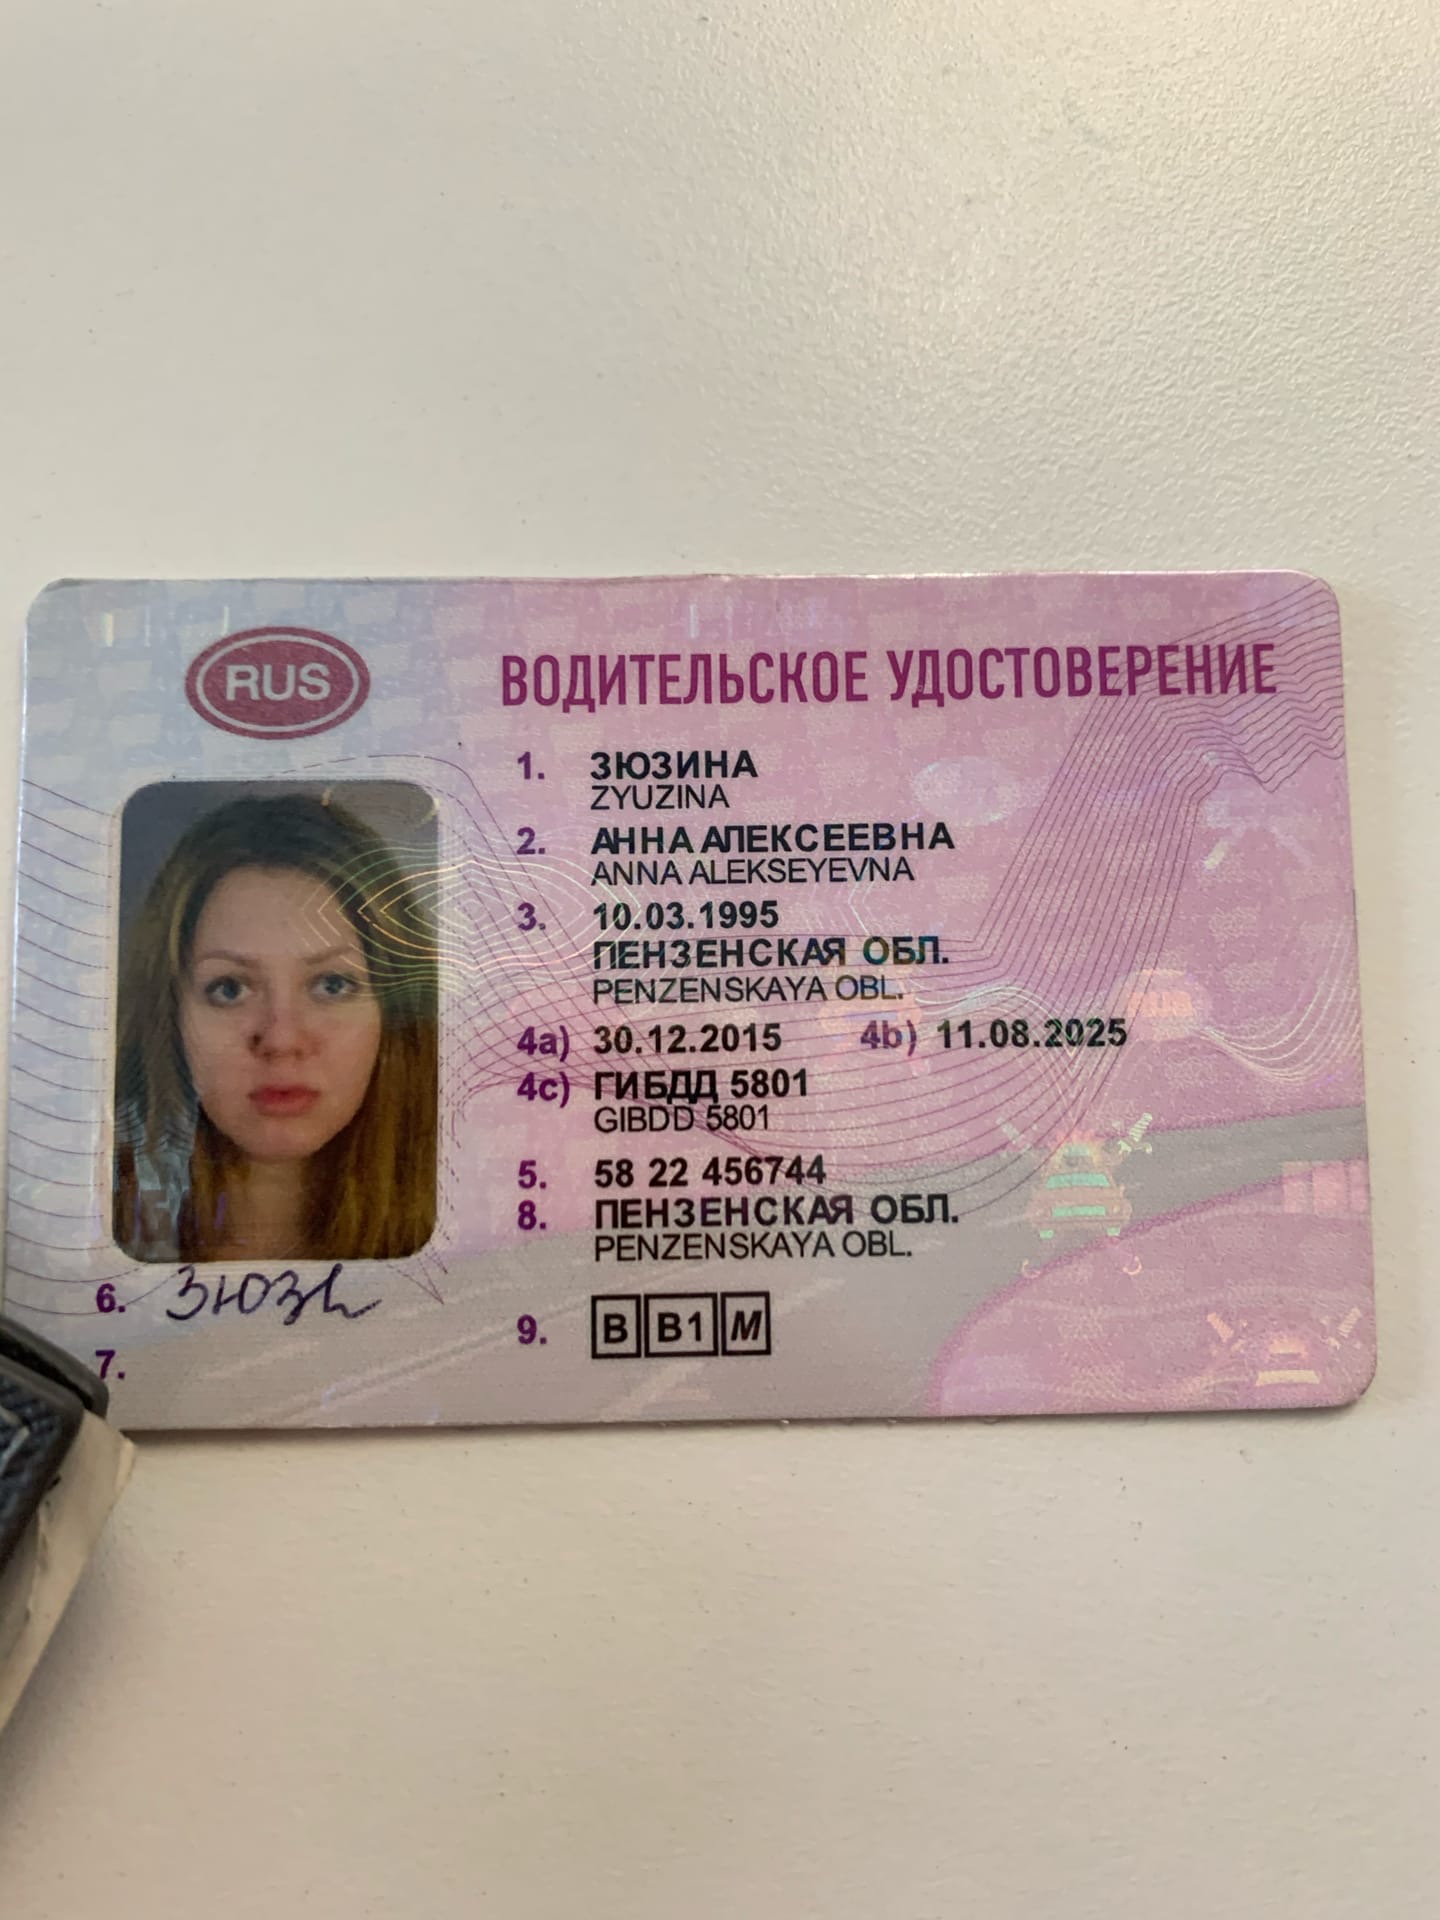 RUS
ВОДИТЕЛЬСКОЕ УДОСТОВЕРЕНИЕ
1. ЗЮЗИНА
ZYUZINA
2. АННА АЛЕКСЕЕВНА
ANNA ALEKSEYEVNA
3. 10.03.1995
ПЕНЗЕНСКАЯ ОБЛ.
PENZENSKAYA OBL.
4a) 30.12.2015 4b) 11.08.2025
4c) ГИБДД 5801
GIBDD 5801
5. 58 22 456744
8. ПЕНЗЕНСКАЯ ОБЛ.
PENZENSKAYA OBL.
6.
7.
9. B B1 M